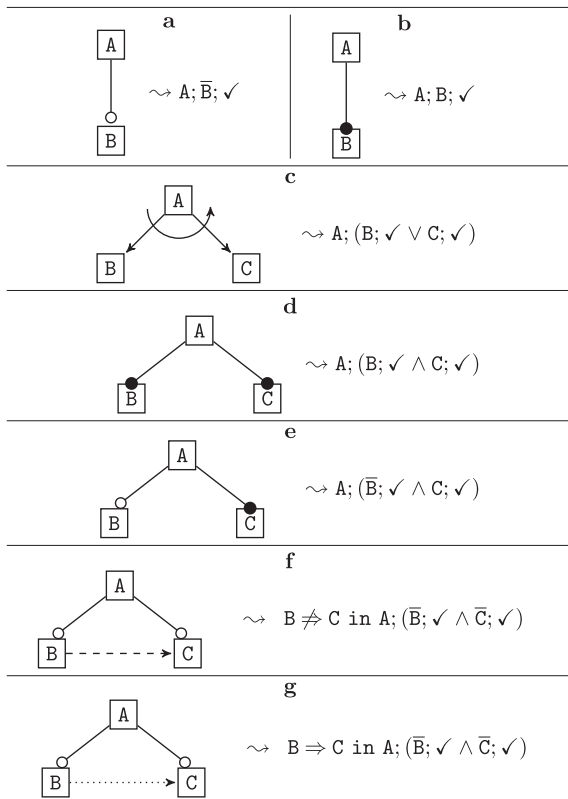 a
A
B
⇝ A; B̅; ✓
b
A
B
⇝ A; B; ✓
c
A
B C
⇝ A; (B; ✓ ∨ C; ✓)
d
A
B C
⇝ A; (B; ✓ ∧ C; ✓)
e
A
B C
⇝ A; (B̅; ✓ ∧ C; ✓)
f
A
B C
⇝ B ⇏ C in A; (B̅; ✓ ∧ C̅; ✓)
g
A
B C
⇝ B ⇒ C in A; (B̅; ✓ ∧ C̅; ✓)